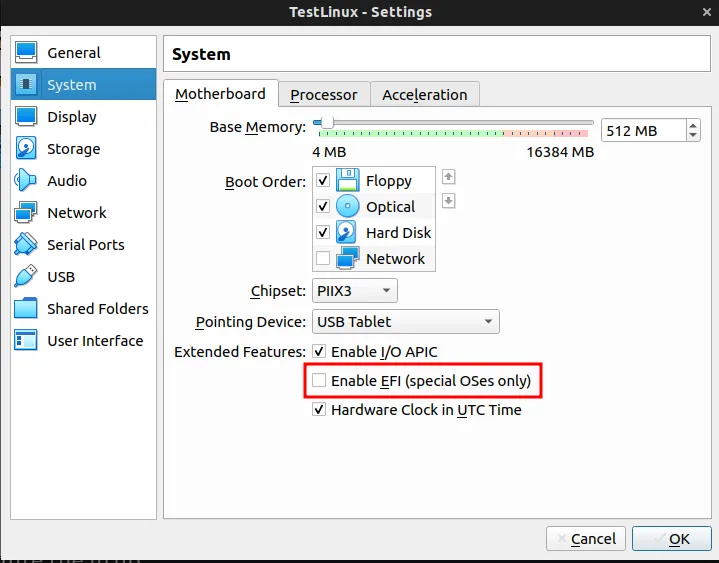 TestLinux - Settings
General
System
Display
Storage
Audio
Network
Serial Ports
USB
Shared Folders
User Interface
System
Motherboard Processor Acceleration
Base Memory: 512 MB
4 MB 16384 MB
Boot Order: Floppy
Optical
Hard Disk
Network
Chipset: PIIX3
Pointing Device: USB Tablet
Extended Features: Enable I/O APIC
Enable EFI (special OSes only)
Hardware Clock in UTC Time
Cancel OK